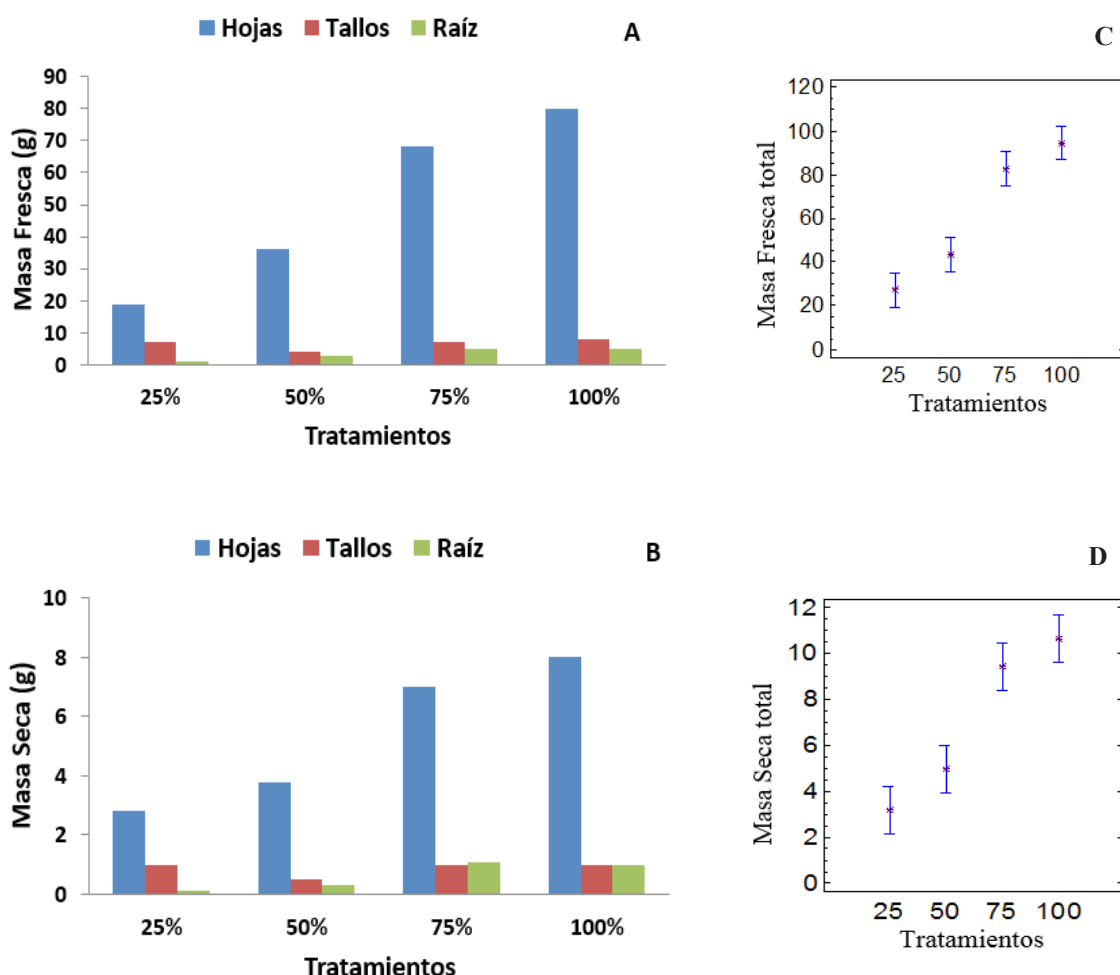 Hojas Tallos Raíz
A
Masa Fresca (g)
90
80
70
60
50
40
30
20
10
0
25% 50% 75% 100%
Tratamientos
C
Masa Fresca total
120
100
80
60
40
20
0
25 50 75 100
Tratamientos
Hojas Tallos Raíz
B
Masa Seca (g)
10
8
6
4
2
0
25% 50% 75% 100%
Tratamientos
D
Masa Seca total
12
10
8
6
4
2
0
25 50 75 100
Tratamientos